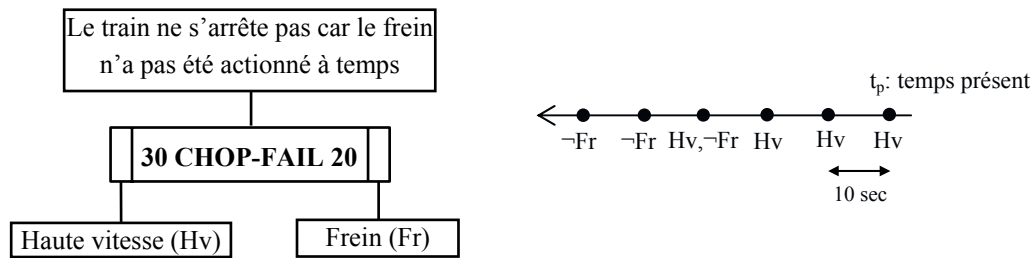 Le train ne s'arrête pas car le frein
n'a pas été actionné à temps
30 CHOP-FAIL 20
Haute vitesse (Hv)
Frein (Fr)
tp: temps présent
¬Fr ¬Fr Hv,¬Fr Hv Hv Hv
10 sec